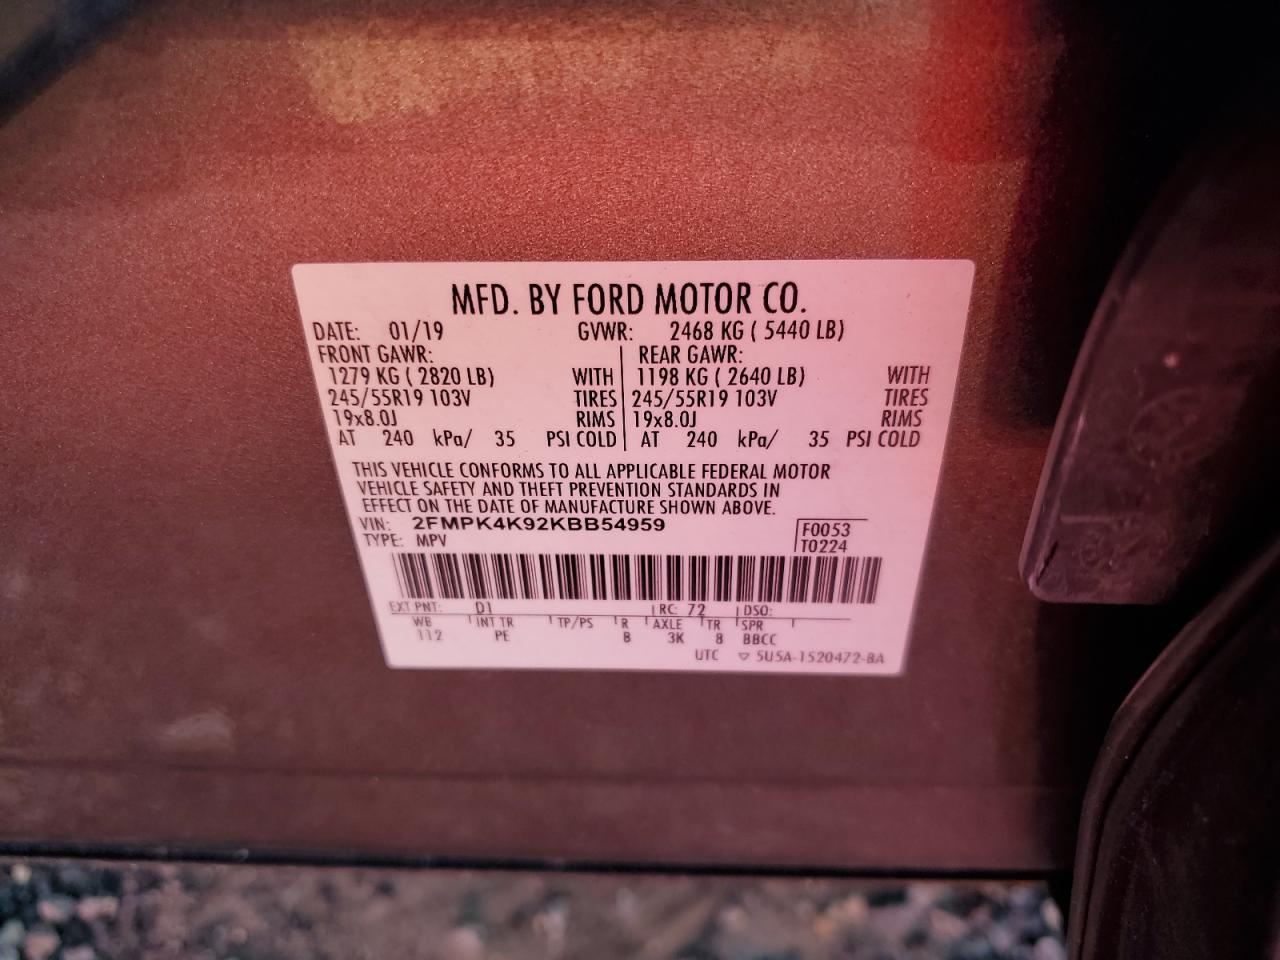 MFD. BY FORD MOTOR CO.
DATE: 01/19 GVWR: 2468 KG ( 5440 LB)
FRONT GAWR: REAR GAWR:
1279 KG ( 2820 LB) WITH 1198 KG ( 2640 LB) WITH
245/55R19 103V TIRES 245/55R19 103V TIRES
19x8.0J RIMS 19x8.0J RIMS
AT 240 kPa/ 35 PSI COLD AT 240 kPa/ 35 PSI COLD
THIS VEHICLE CONFORMS TO ALL APPLICABLE FEDERAL MOTOR
VEHICLE SAFETY AND THEFT PREVENTION STANDARDS IN
EFFECT ON THE DATE OF MANUFACTURE SHOWN ABOVE.
VIN: 2FMPK4K92KBB54959 F0053
TYPE: MPV T0224
EXT PNT: D1 RC: 72 DSO:
WB INT TR TP/PS R AXLE TR SPR
112 PE B 3K 8 BBCC
UTC ▽ 5U5A-1520472-BA